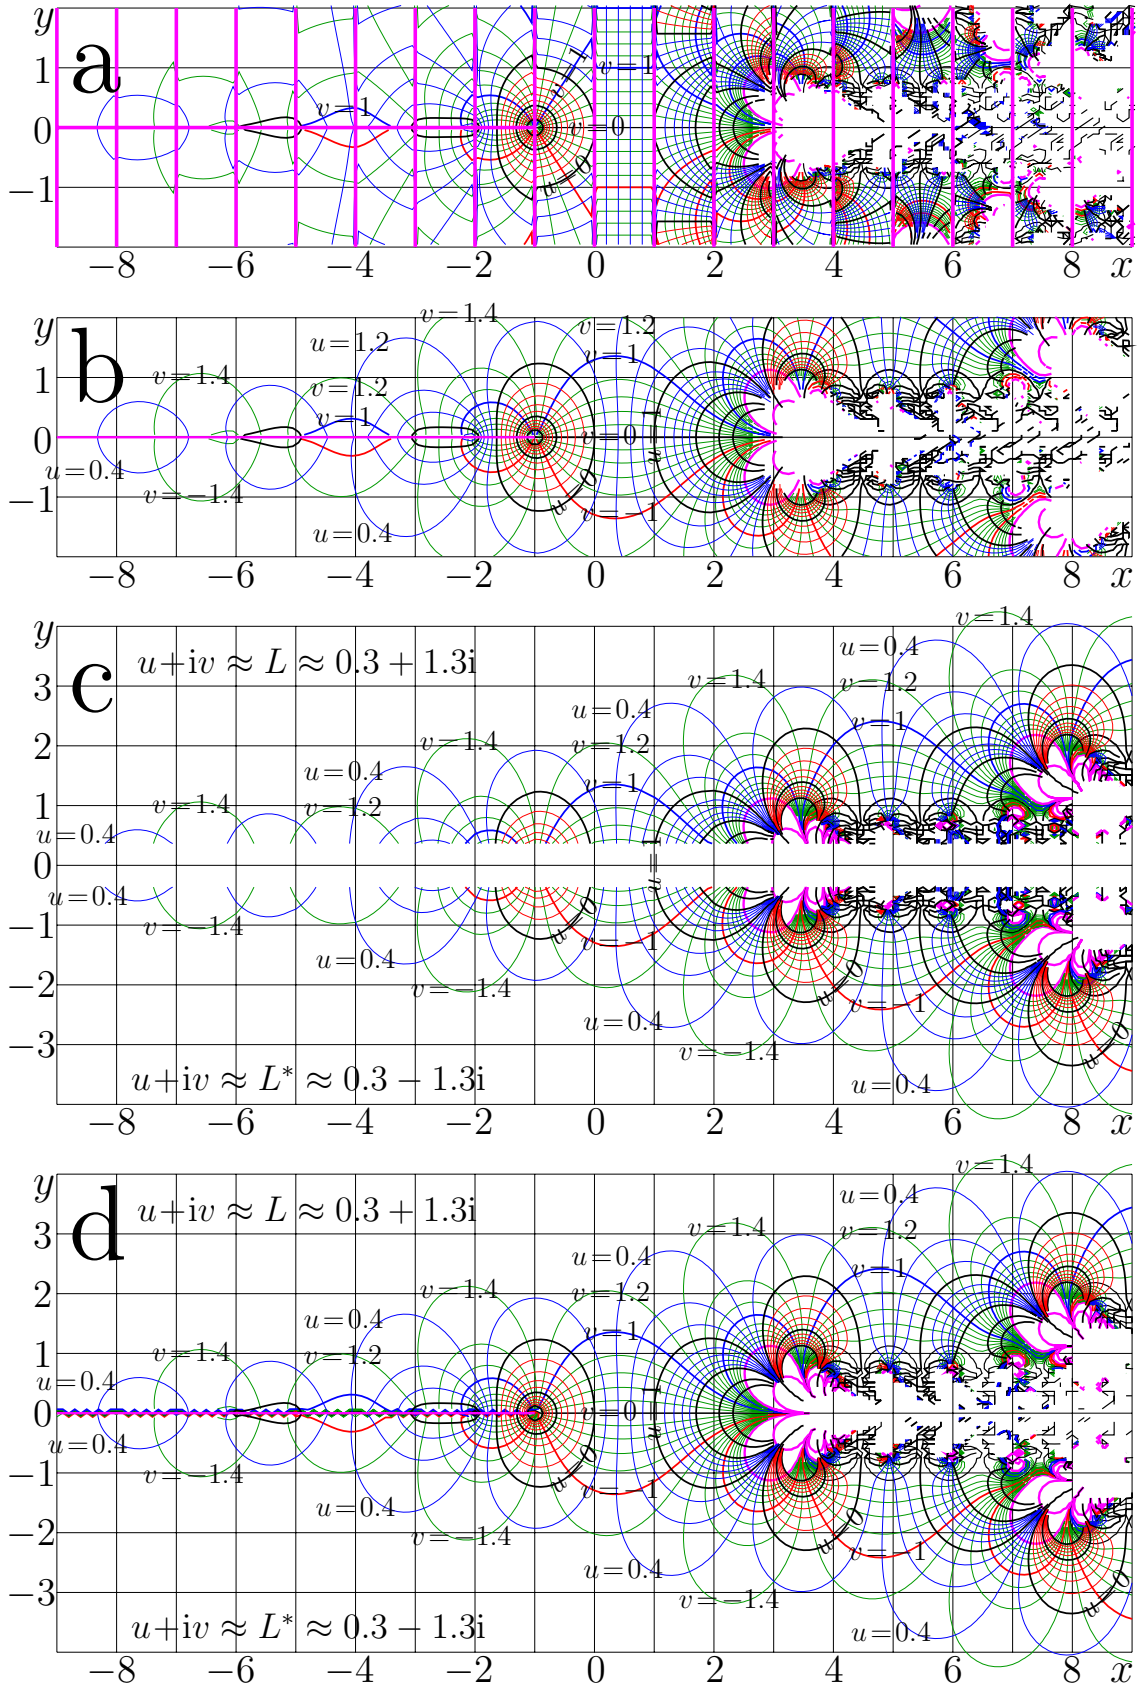 y
a
1
0
−1
v=1
v=1
v=1
v=0
u=0
−8 −6 −4 −2 0 2 4 6 8 x
y
b
1
0
−1
v=−1.4
u=1.2
v=1.2
v=1
v=1.4
v=1.2
v=1
v=0
u=1
u=0.4
v=−1.4
u=0
v=−1
u=0.4
−8 −6 −4 −2 0 2 4 6 8 x
y
c
u+iv ≈ L ≈ 0.3 + 1.3i
3
2
1
0
−1
−2
−3
v=1.4
u=0.4
v=1.4
v=1.2
u=0.4
v=1
v=1.4
v=1.2
u=0.4
v=1
v=1.4
v=1.2
u=0.4
u=1
u=0.4
v=−1.4
u=0
v=−1
u=0.4
u=0
v=−1
v=−1.4
u=0.4
v=−1.4
u=0
u=0.4
u+iv ≈ L* ≈ 0.3 − 1.3i
−8 −6 −4 −2 0 2 4 6 8 x
y
d
u+iv ≈ L ≈ 0.3 + 1.3i
3
2
1
0
−1
−2
−3
v=1.4
u=0.4
v=1.4
v=1.2
u=0.4
v=1
v=1.4
v=1.2
u=0.4
v=1
v=1.4
v=1.2
u=0.4
v=0
u=1
u=0.4
v=−1.4
u=0
v=−1
u=0.4
v=−1.4
u=0
v=−1
u=0.4
v=−1.4
u=0
u=0.4
u+iv ≈ L* ≈ 0.3 − 1.3i
−8 −6 −4 −2 0 2 4 6 8 x